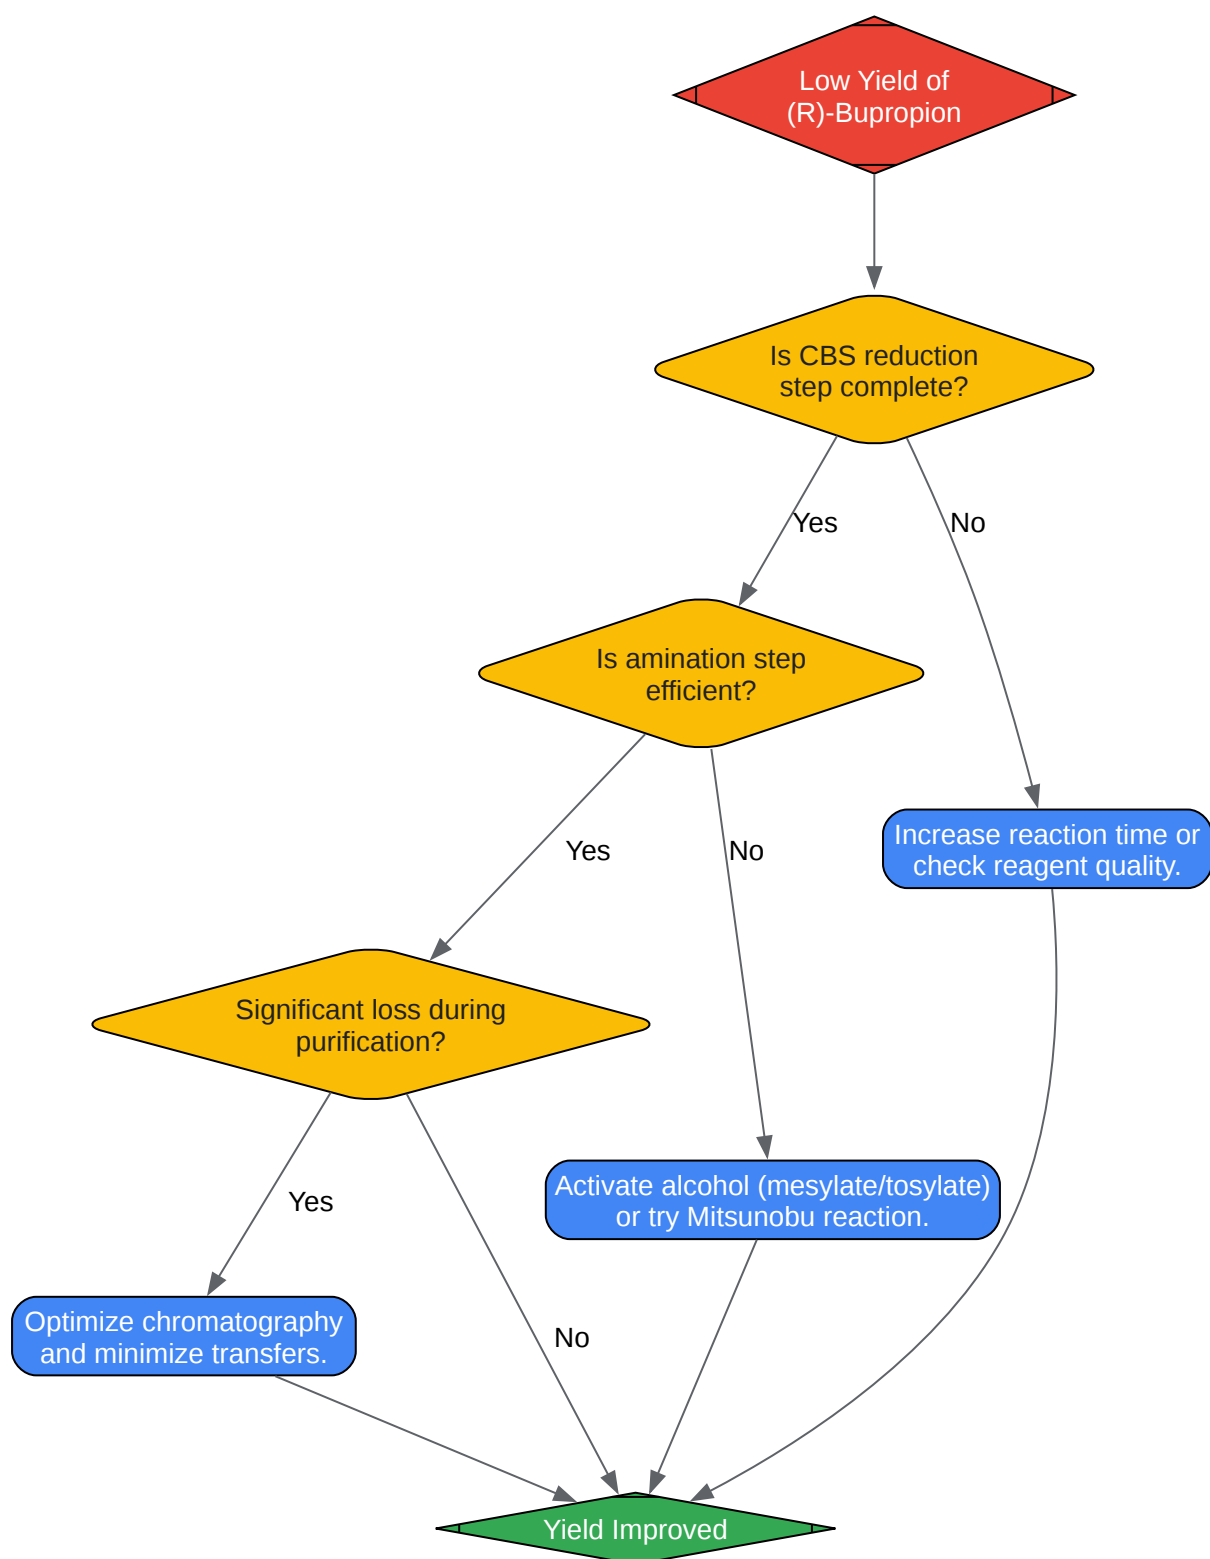 Low Yield of
(R)-Bupropion
Is CBS reduction
step complete?
Yes
No
Is amination step
efficient?
Yes
No
Increase reaction time or
check reagent quality.
Significant loss during
purification?
Yes
No
Activate alcohol (mesylate/tosylate)
or try Mitsunobu reaction.
Optimize chromatography
and minimize transfers.
Yield Improved